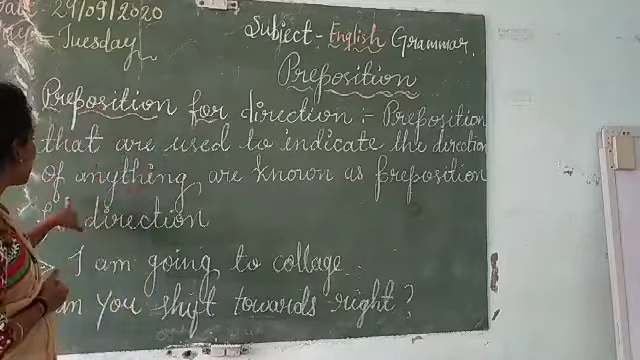 29/09/2020
Tuesday
Subject - English Grammar.
Preposition
Preposition for direction :- Preposition
that are used to indicate the direction
of anything, are known as preposition
direction
I am going to collage.
you shift towards right ?